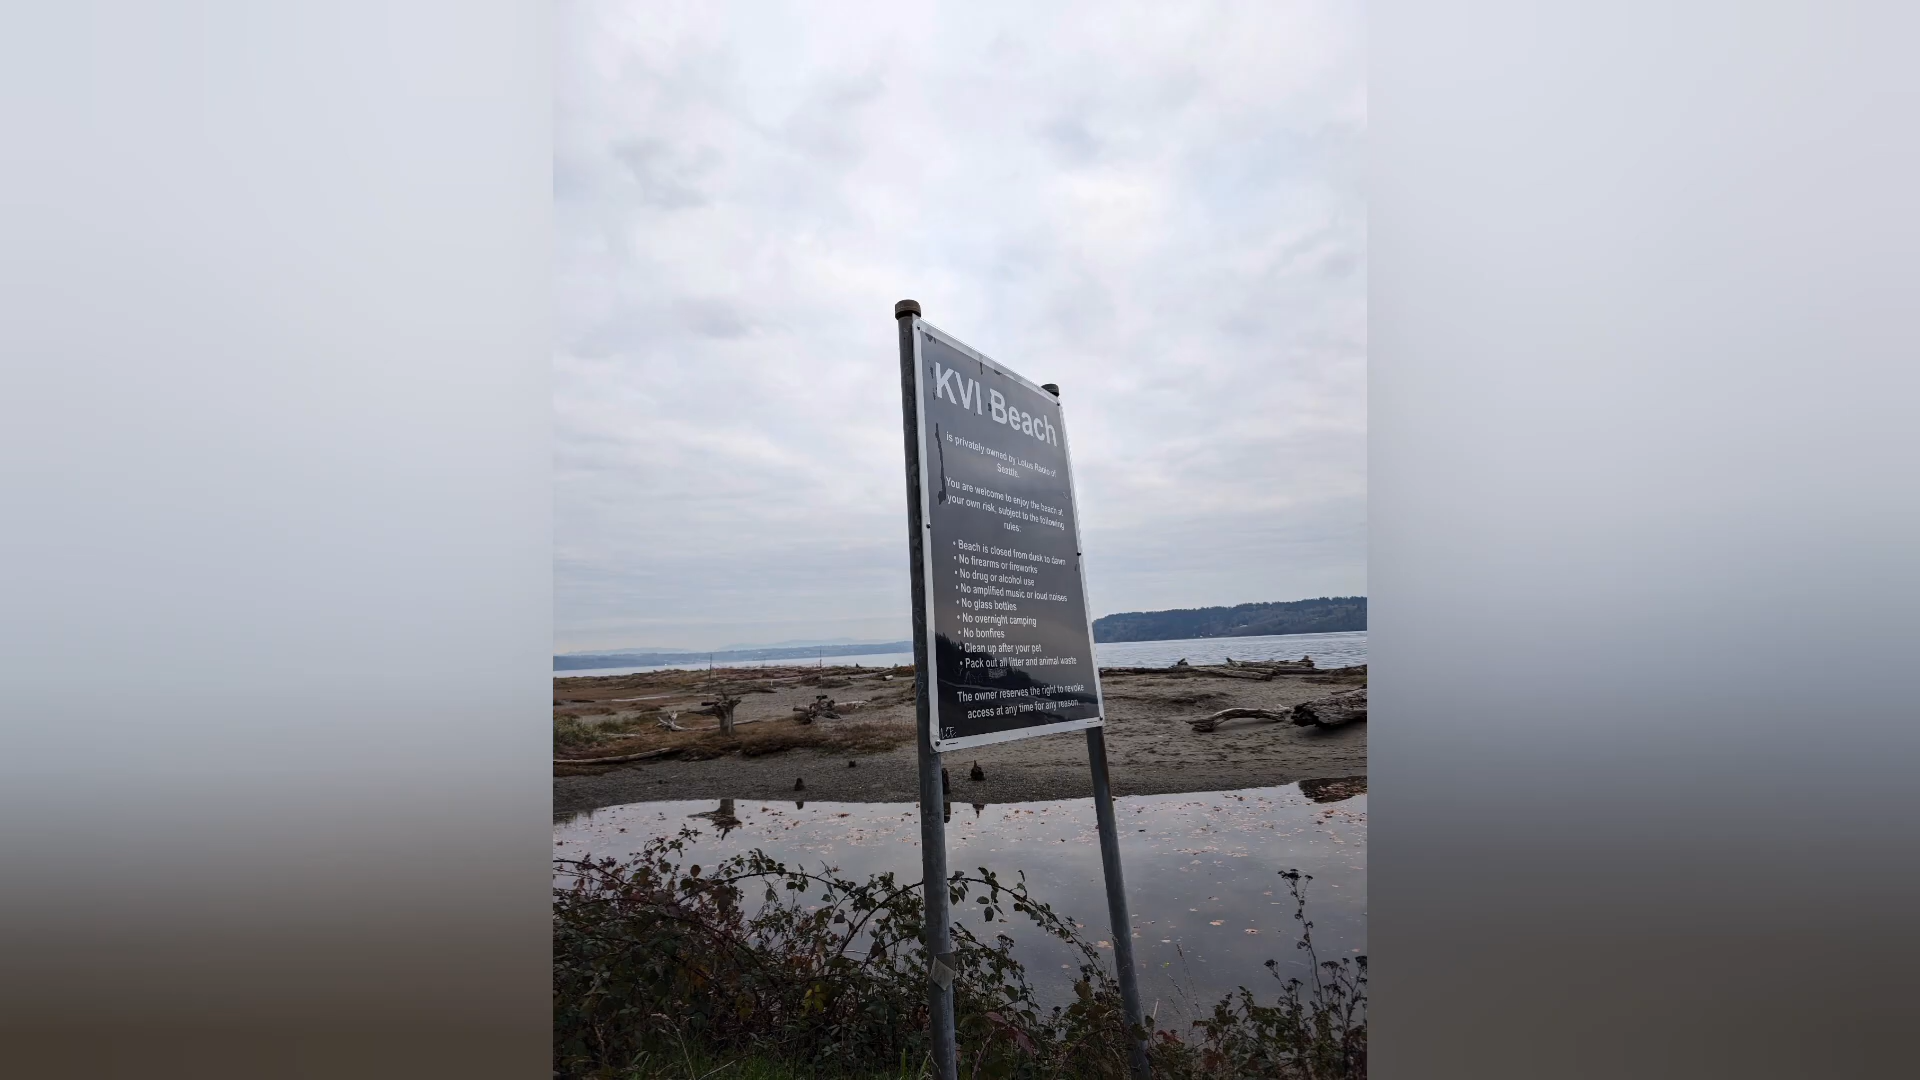 KVI Beach
is privately owned by Lotus Radio of
Seattle.
You are welcome to enjoy the beach at
your own risk, subject to the following
rules:
• Beach is closed from dusk to dawn
• No firearms or fireworks
• No drug or alcohol use
• No amplified music or loud noises
• No glass bottles
• No overnight camping
• No bonfires
• Clean up after your pet
• Pack out all litter and animal waste
The owner reserves the right to revoke
access at any time for any reason